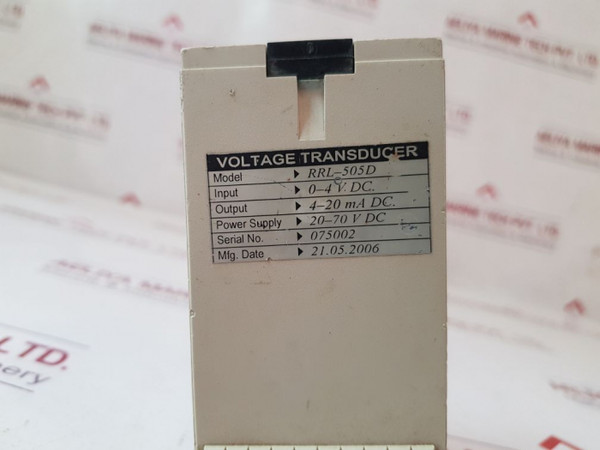 VOLTAGE TRANSDUCER
Model ▶ RRL-505D
Input ▶ 0-4 V DC.
Output ▶ 4-20 mA DC.
Power Supply ▶ 20-70 V DC
Serial No. ▶ 075002
Mfg. Date ▶ 21.05.2006
LTD.